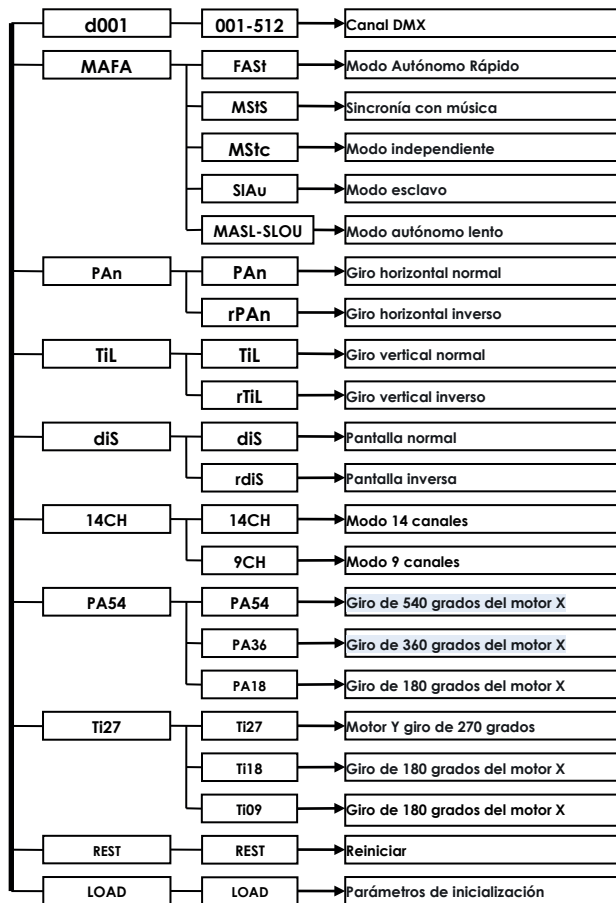 d001 001-512 Canal DMX
MAFA FASt Modo Autónomo Rápido
MStS Sincronía con música
MStc Modo independiente
SlAu Modo esclavo
MASL-SLOU Modo autónomo lento
PAn PAn Giro horizontal normal
rPAn Giro horizontal inverso
TiL TiL Giro vertical normal
rTiL Giro vertical inverso
diS diS Pantalla normal
rdiS Pantalla inversa
14CH 14CH Modo 14 canales
9CH Modo 9 canales
PA54 PA54 Giro de 540 grados del motor X
PA36 Giro de 360 grados del motor X
PA18 Giro de 180 grados del motor X
Ti27 Ti27 Motor Y giro de 270 grados
Ti18 Giro de 180 grados del motor X
Ti09 Giro de 180 grados del motor X
REST REST Reiniciar
LOAD LOAD Parámetros de inicialización